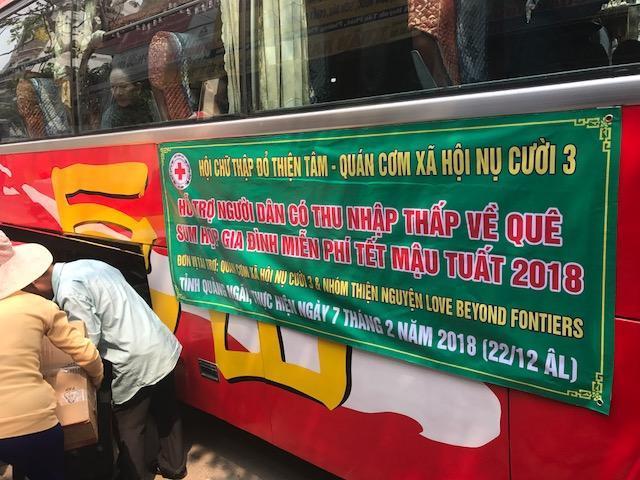 HỘI CHỮ THẬP ĐỎ THIỆN TÂM - QUÁN CƠM XÃ HỘI NỤ CƯỜI 3
HỖ TRỢ NGƯỜI DÂN CÓ THU NHẬP THẤP VỀ QUÊ
SUM HỌP GIA ĐÌNH MIỄN PHÍ TẾT MẬU TUẤT 2018
ĐƠN VỊ TÀI TRỢ: QUÁN CƠM XÃ HỘI NỤ CƯỜI 3 & NHÓM THIỆN NGUYỆN LOVE BEYOND FONTIERS
TỈNH QUẢNG NGÃI, THỰC HIỆN NGÀY 7 THÁNG 2 NĂM 2018 (22/12 ÂL)